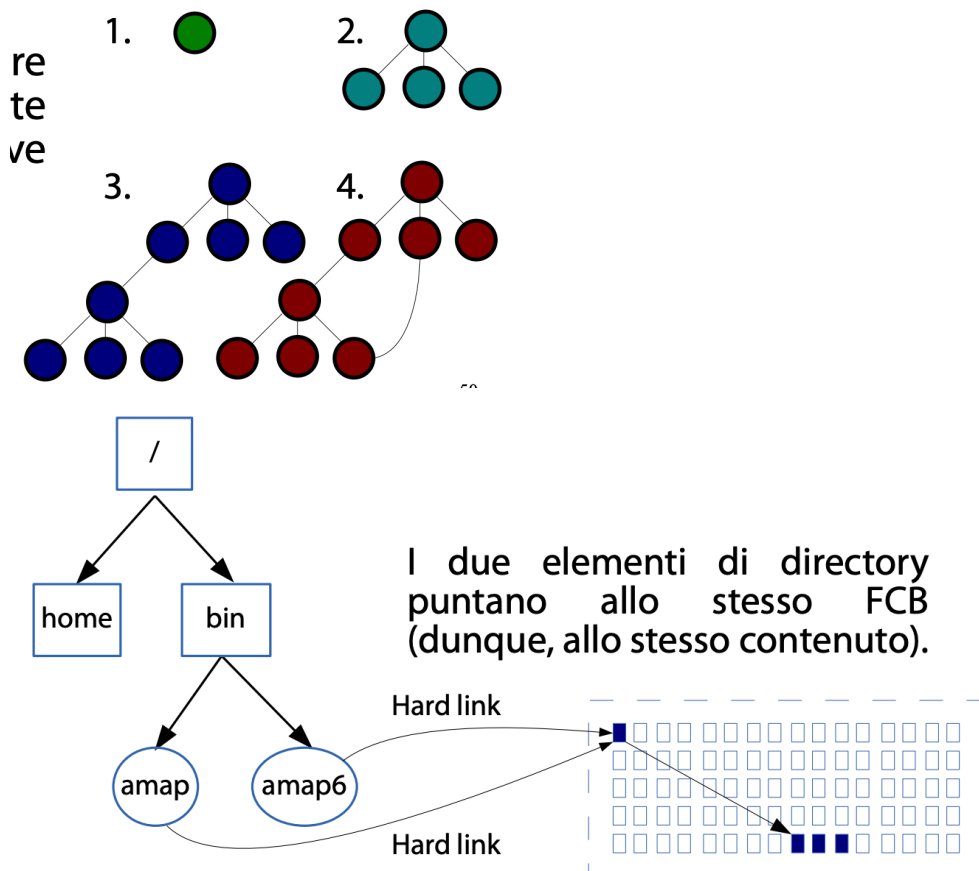 1.
2.
re
te
ve
3.
4.
/
home
bin
I due elementi di directory
puntano allo stesso FCB
(dunque, allo stesso contenuto).
Hard link
amap
amap6
Hard link